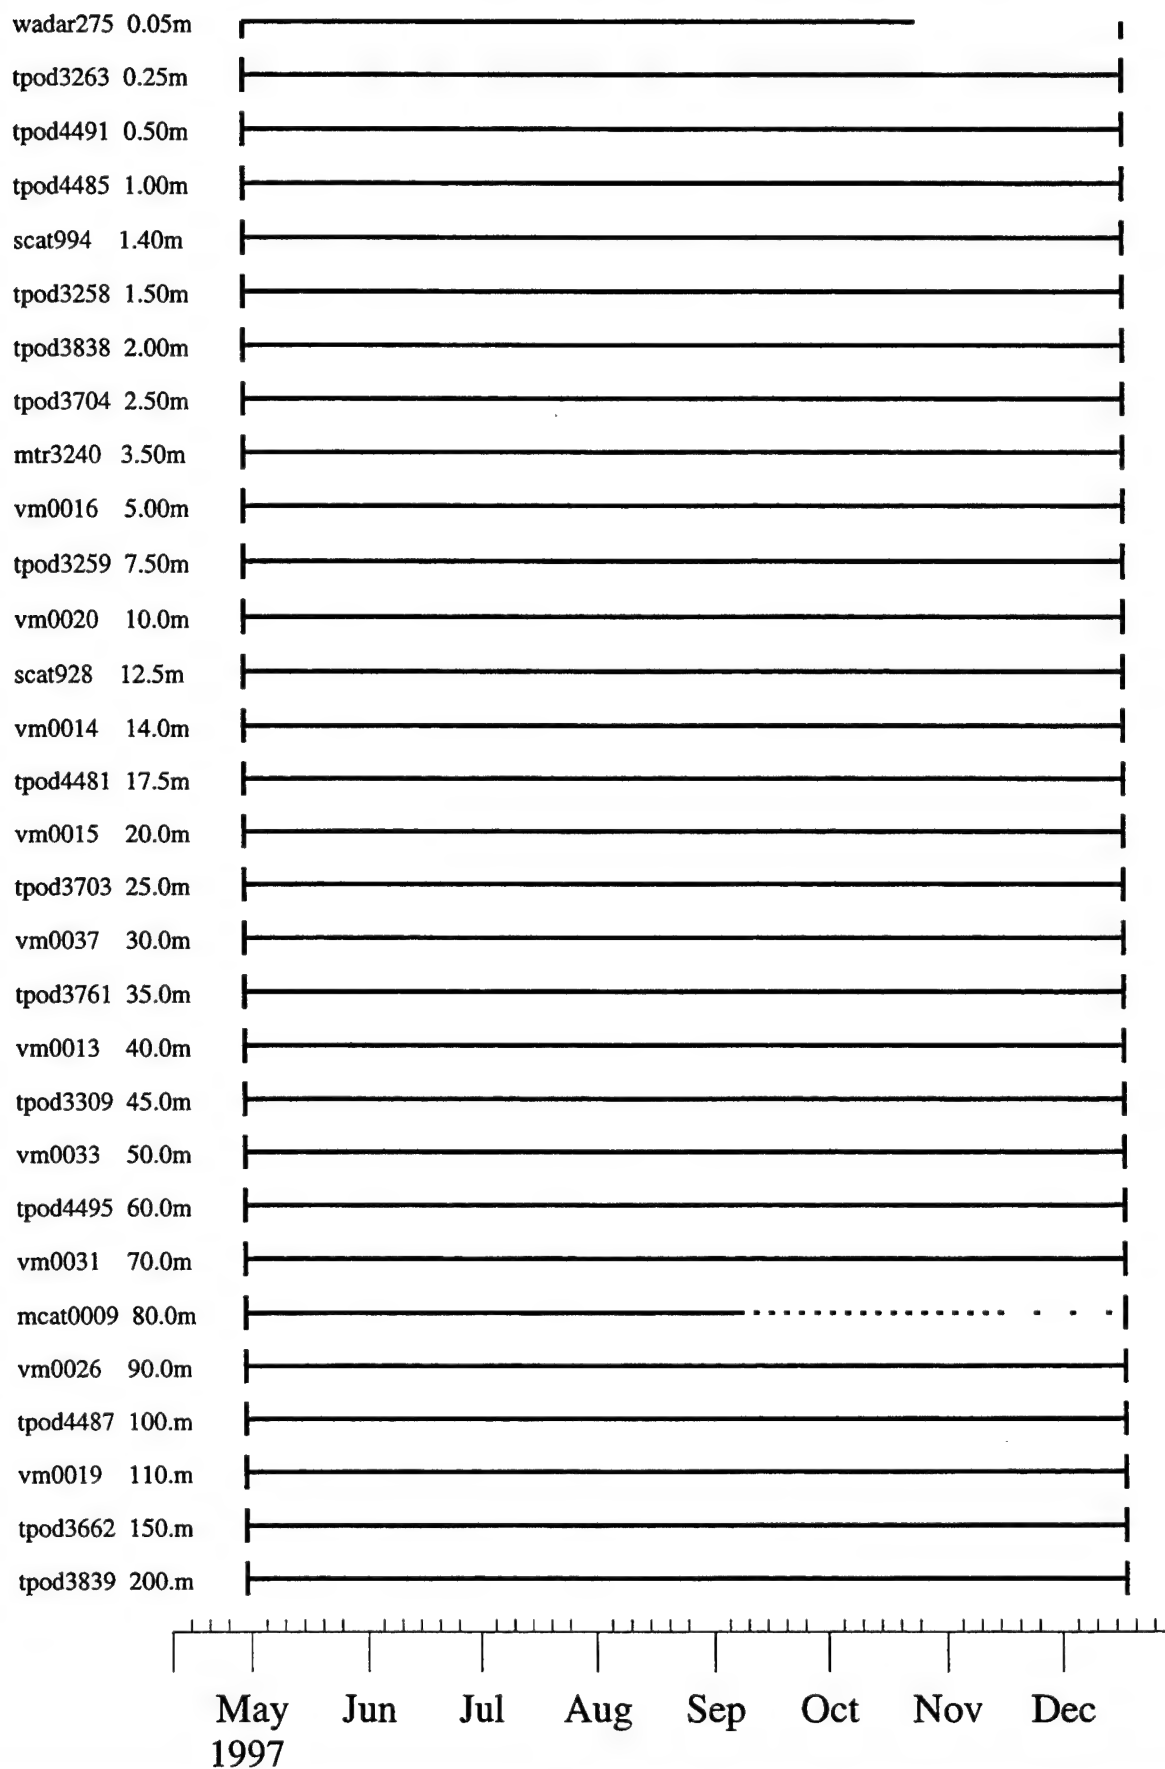 wadar275 0.05m
tpod3263 0.25m
tpod4491 0.50m
tpod4485 1.00m
scat994 1.40m
tpod3258 1.50m
tpod3838 2.00m
tpod3704 2.50m
mtr3240 3.50m
vm0016 5.00m
tpod3259 7.50m
vm0020 10.0m
scat928 12.5m
vm0014 14.0m
tpod4481 17.5m
vm0015 20.0m
tpod3703 25.0m
vm0037 30.0m
tpod3761 35.0m
vm0013 40.0m
tpod3309 45.0m
vm0033 50.0m
tpod4495 60.0m
vm0031 70.0m
mcat0009 80.0m
vm0026 90.0m
tpod4487 100.m
vm0019 110.m
tpod3662 150.m
tpod3839 200.m
May Jun Jul Aug Sep Oct Nov Dec
1997